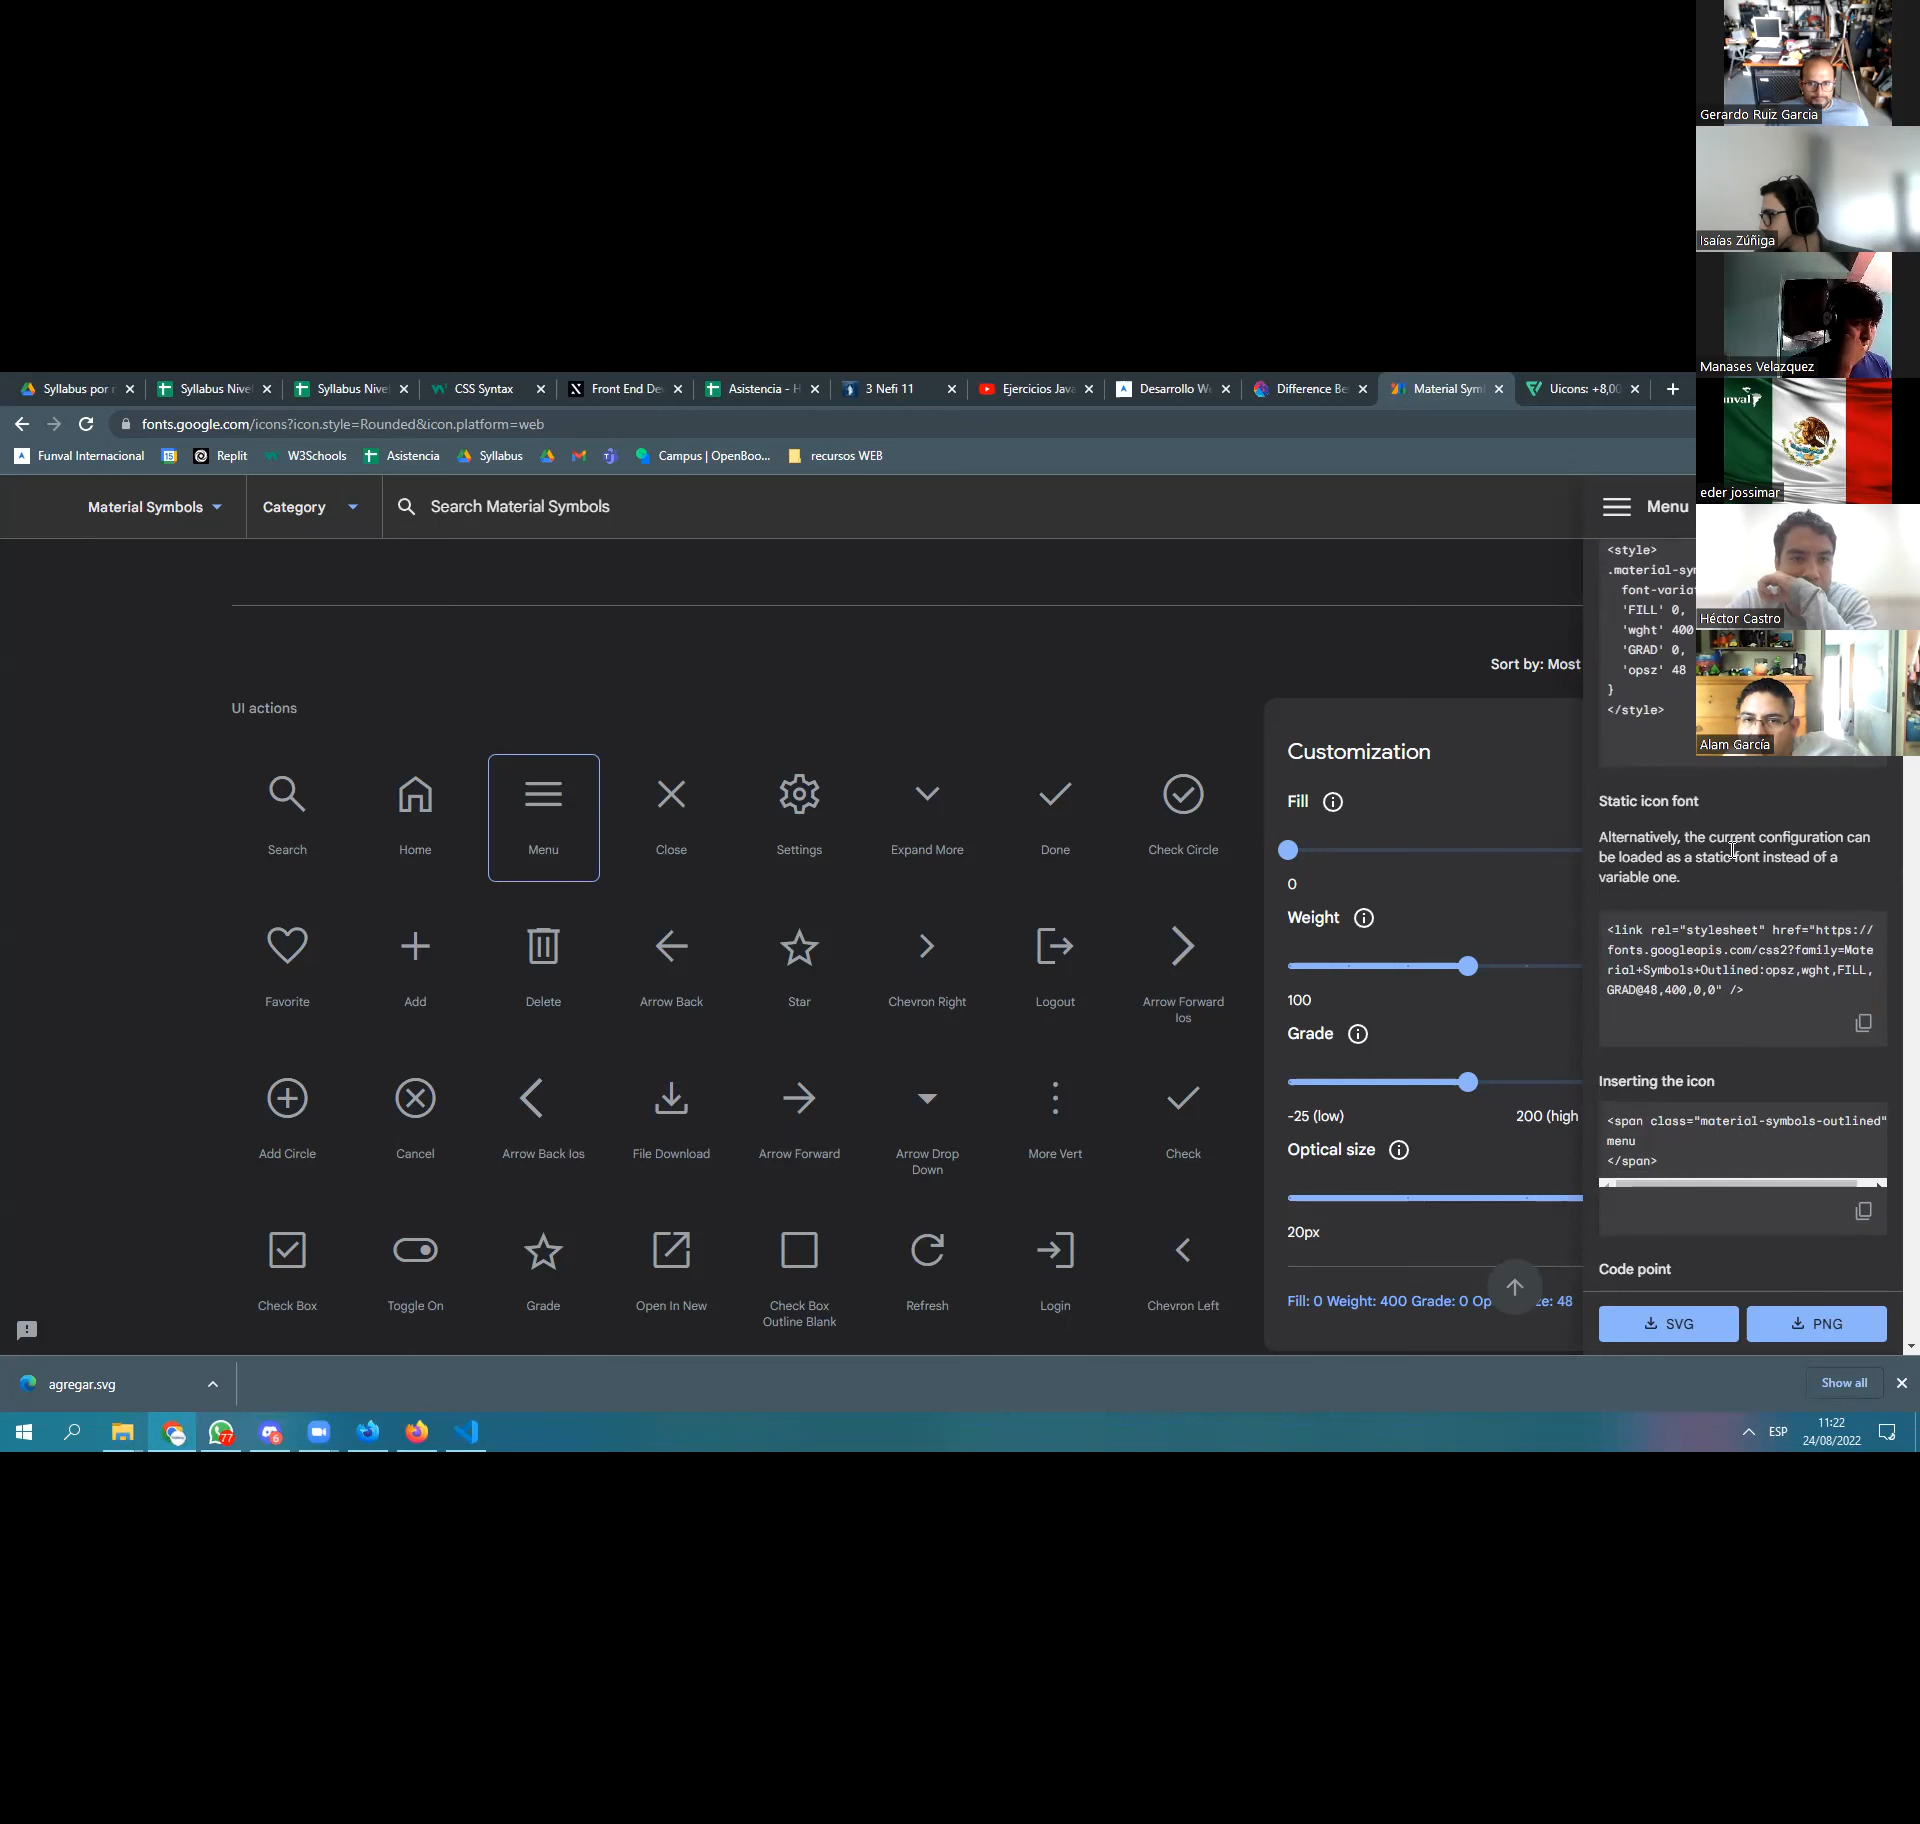 Gerardo Ruiz Garcia
Isaías Zúñiga
Manases Velazquez
eder jossimar
Héctor Castro
Alam García
Syllabus por
Syllabus Nive
Syllabus Nive
CSS Syntax
Front End De
Asistencia - H
3 Nefi 11
Ejercicios Java
Desarrollo W
Difference Be
Material Sym
Uicons: +8,00
fonts.google.com/icons?icon.style=Rounded&icon.platform=web
Funval Internacional
15
Replit
W3Schools
Asistencia
Syllabus
Campus | OpenBoo...
recursos WEB
Material Symbols
Category
Search Material Symbols
Menu
<style>
.material-sym
font-variat
'FILL' 0,
'wght' 400
'GRAD' 0,
'opsz' 48
}
</style>
Sort by: Most
UI actions
Search
Home
Menu
Close
Settings
Expand More
Done
Check Circle
Favorite
Add
Delete
Arrow Back
Star
Chevron Right
Logout
Arrow Forward
Ios
Add Circle
Cancel
Arrow Back Ios
File Download
Arrow Forward
Arrow Drop
Down
More Vert
Check
Check Box
Toggle On
Grade
Open In New
Check Box
Outline Blank
Refresh
Login
Chevron Left
Customization
Fill
0
Weight
100
Grade
-25 (low)
200 (high
Optical size
20px
Fill: 0 Weight: 400 Grade: 0 Op ze: 48
Static icon font
Alternatively, the current configuration can
be loaded as a static font instead of a
variable one.
<link rel="stylesheet" href="https://
fonts.googleapis.com/css2?family=Mate
rial+Symbols+Outlined:opsz,wght,FILL,
GRAD@48,400,0,0" />
Inserting the icon
<span class="material-symbols-outlined"
menu
</span>
Code point
SVG
PNG
agregar.svg
Show all
77
6
ESP
11:22
24/08/2022